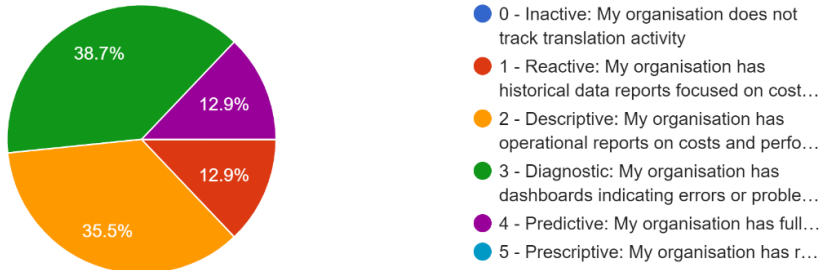 38.7%
12.9%
12.9%
35.5%
0 - Inactive: My organisation does not
track translation activity
1 - Reactive: My organisation has
historical data reports focused on cost…
2 - Descriptive: My organisation has
operational reports on costs and perfo…
3 - Diagnostic: My organisation has
dashboards indicating errors or proble…
4 - Predictive: My organisation has full…
5 - Prescriptive: My organisation has r…